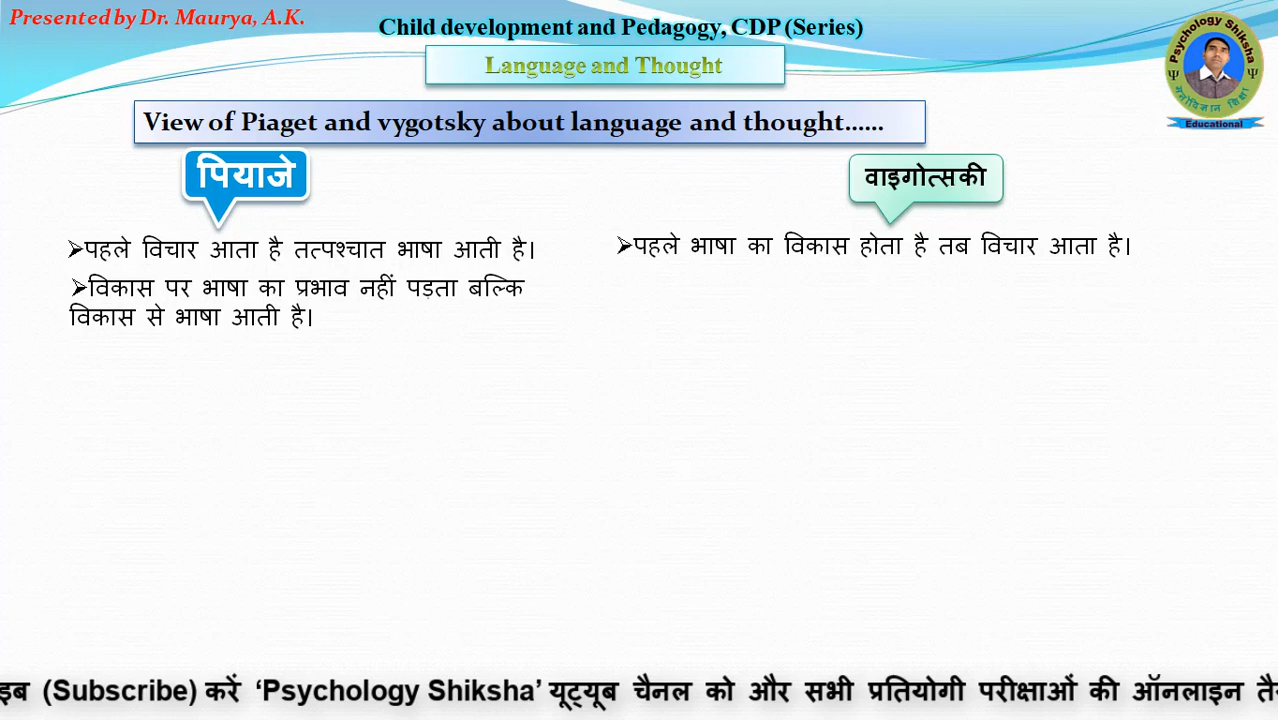 Presented by Dr. Maurya, A.K.
Child development and Pedagogy, CDP (Series)
Language and Thought
Psychology Shiksha
Ψ Ψ
मनोविज्ञान शिक्षा
Educational
View of Piaget and vygotsky about language and thought......
पियाजे
वाइगोत्सकी
➢पहले विचार आता है तत्पश्चात भाषा आती है।
➢विकास पर भाषा का प्रभाव नहीं पड़ता बल्कि
विकास से भाषा आती है।
➢पहले भाषा का विकास होता है तब विचार आता है।
(Subscribe) करें ‘Psychology Shiksha’ यूट्यूब चैनल को और सभी प्रतियोगी परीक्षाओं की ऑनलाइन